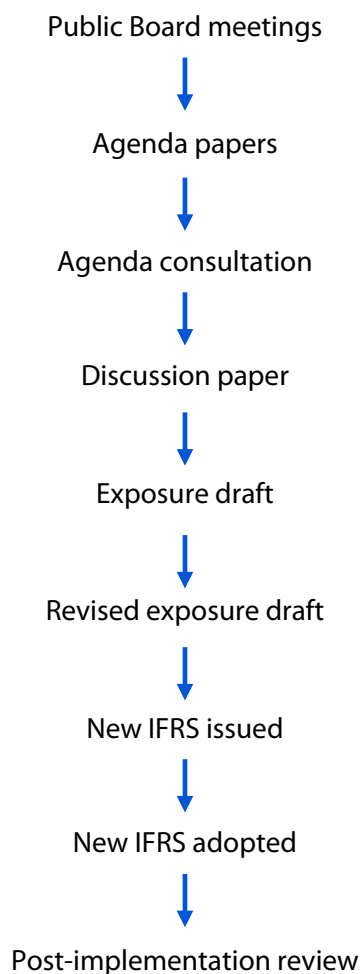 Public Board meetings
Agenda papers
Agenda consultation
Discussion paper
Exposure draft
Revised exposure draft
New IFRS issued
New IFRS adopted
Post-implementation review